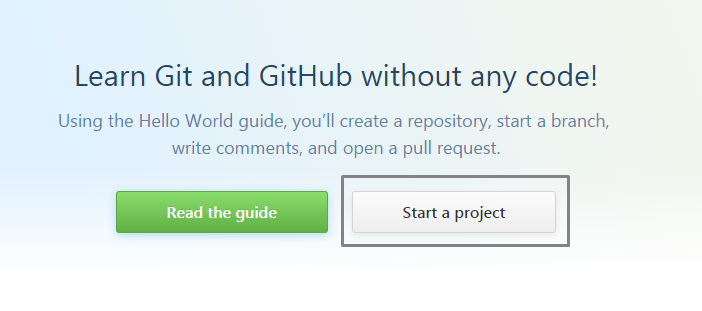 Learn Git and GitHub without any code!
Using the Hello World guide, you’ll create a repository, start a branch,
write comments, and open a pull request.
Read the guide
Start a project